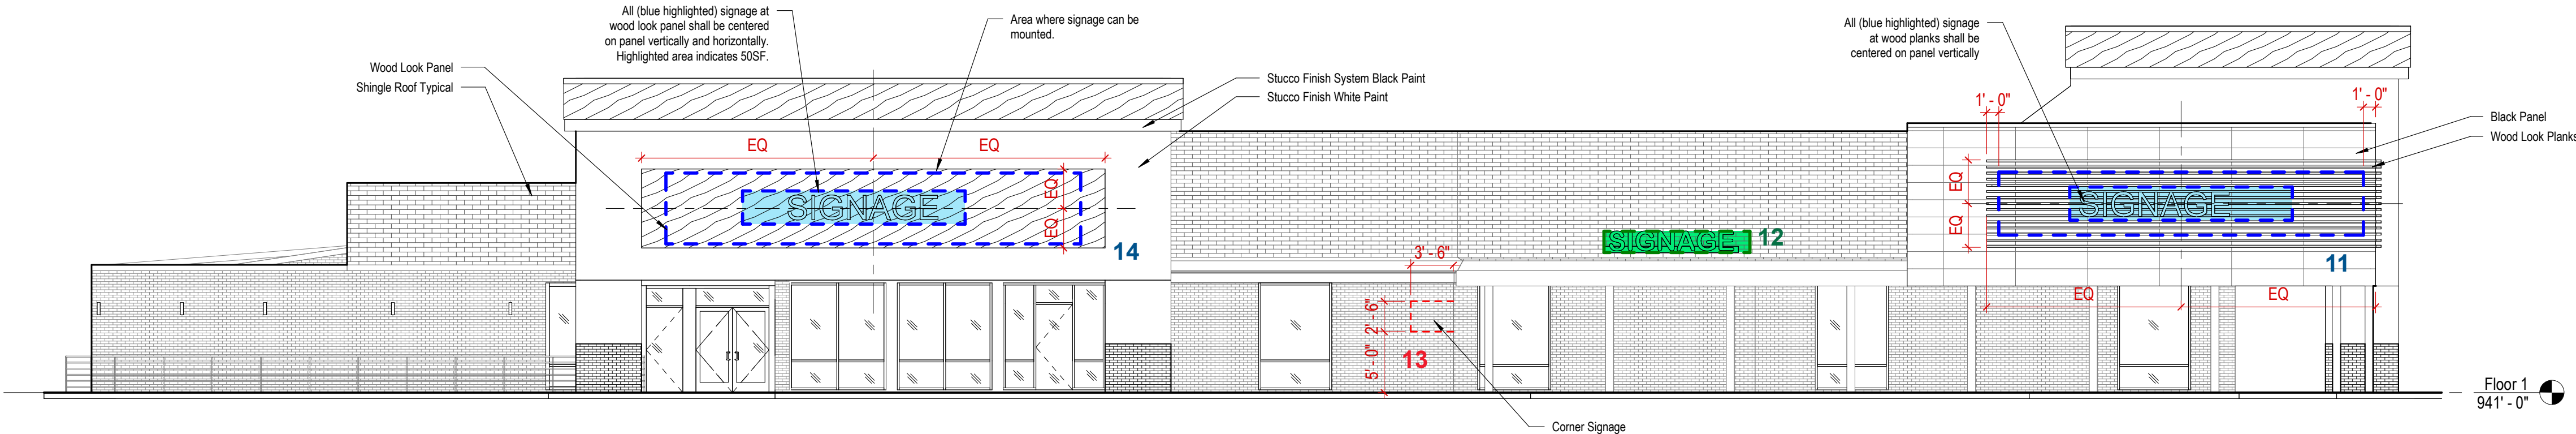 All (blue highlighted) signage at
wood look panel shall be centered
on panel vertically and horizontally.
Highlighted area indicates 50SF.
Area where signage can be
mounted.
All (blue highlighted) signage
at wood planks shall be
centered on panel vertically
Wood Look Panel
Shingle Roof Typical
Stucco Finish System Black Paint
Stucco Finish White Paint
1' - 0"
1' - 0"
Black Panel
Wood Look Planks
EQ
EQ
EQ
EQ
SIGNAGE
14
SIGNAGE
12
EQ
EQ
SIGNAGE
11
EQ
EQ
3' - 6"
2' - 6"
5' - 0"
13
Corner Signage
Floor 1
941' - 0"